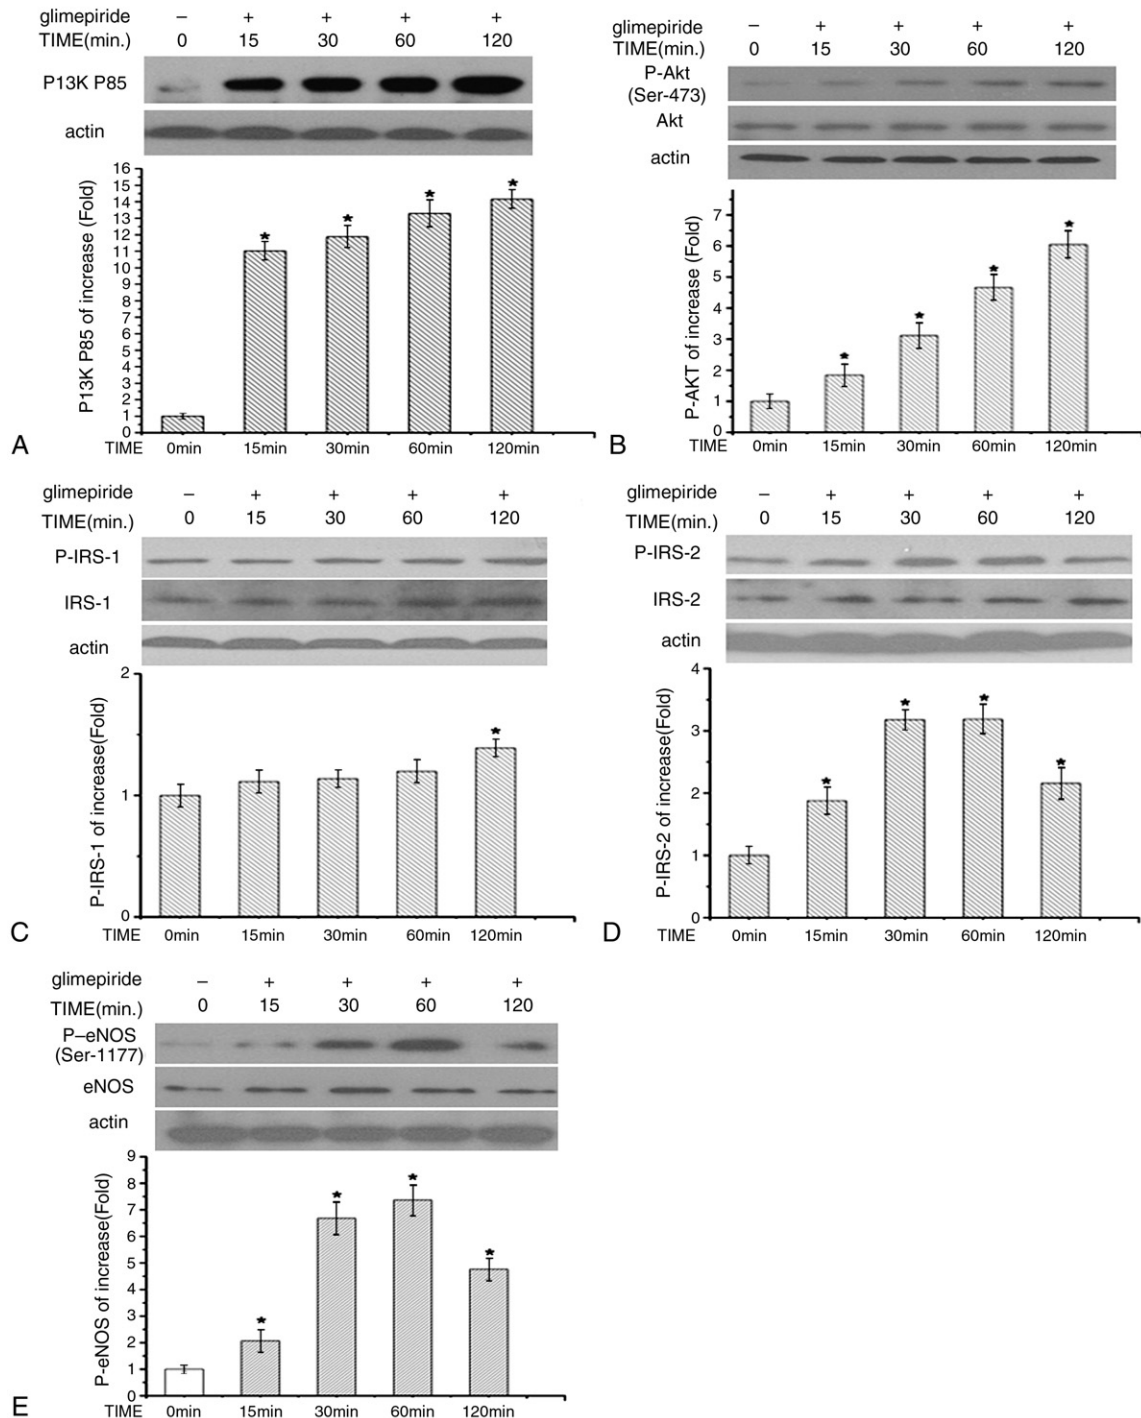 glimepiride – + + + +
TIME(min.) 0 15 30 60 120
P13K P85
actin
P13K P85 of increase (Fold)
16
15
14
13
12
11
10
9
8
7
6
5
4
3
2
1
0
* * * *
TIME 0min 15min 30min 60min 120min
A
glimepiride – + + + +
TIME(min.) 0 15 30 60 120
P-Akt
(Ser-473)
Akt
actin
P-AKT of increase (Fold)
7
6
5
4
3
2
1
0
* * * *
TIME 0min 15min 30min 60min 120min
B
glimepiride – + + + +
TIME(min.) 0 15 30 60 120
P-IRS-1
IRS-1
actin
P-IRS-1 of increase(Fold)
2
1
0
*
TIME 0min 15min 30min 60min 120min
C
glimepiride – + + + +
TIME(min.) 0 15 30 60 120
P-IRS-2
IRS-2
actin
P-IRS-2 of increase(Fold)
4
3
2
1
0
* * * *
TIME 0min 15min 30min 60min 120min
D
glimepiride – + + + +
TIME(min.) 0 15 30 60 120
P–eNOS
(Ser-1177)
eNOS
actin
P-eNOS of increase(Fold)
9
8
7
6
5
4
3
2
1
0
* * * *
TIME 0min 15min 30min 60min 120min
E